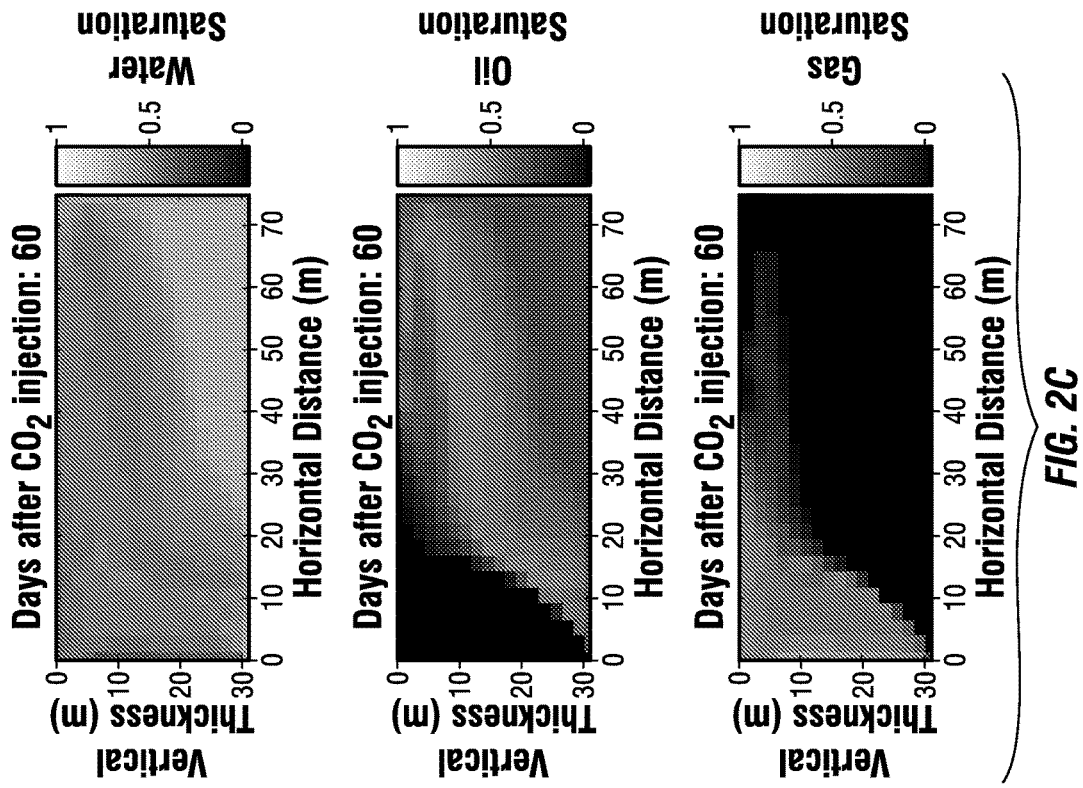 Days after CO2 injection: 60
Vertical
Thickness (m)
0
10
20
30
0 10 20 30 40 50 60 70
Horizontal Distance (m)
1
0.5
0
Water
Saturation
Days after CO2 injection: 60
Vertical
Thickness (m)
0
10
20
30
0 10 20 30 40 50 60 70
Horizontal Distance (m)
1
0.5
0
Oil
Saturation
Days after CO2 injection: 60
Vertical
Thickness (m)
0
10
20
30
0 10 20 30 40 50 60 70
Horizontal Distance (m)
1
0.5
0
Gas
Saturation
FIG. 2C